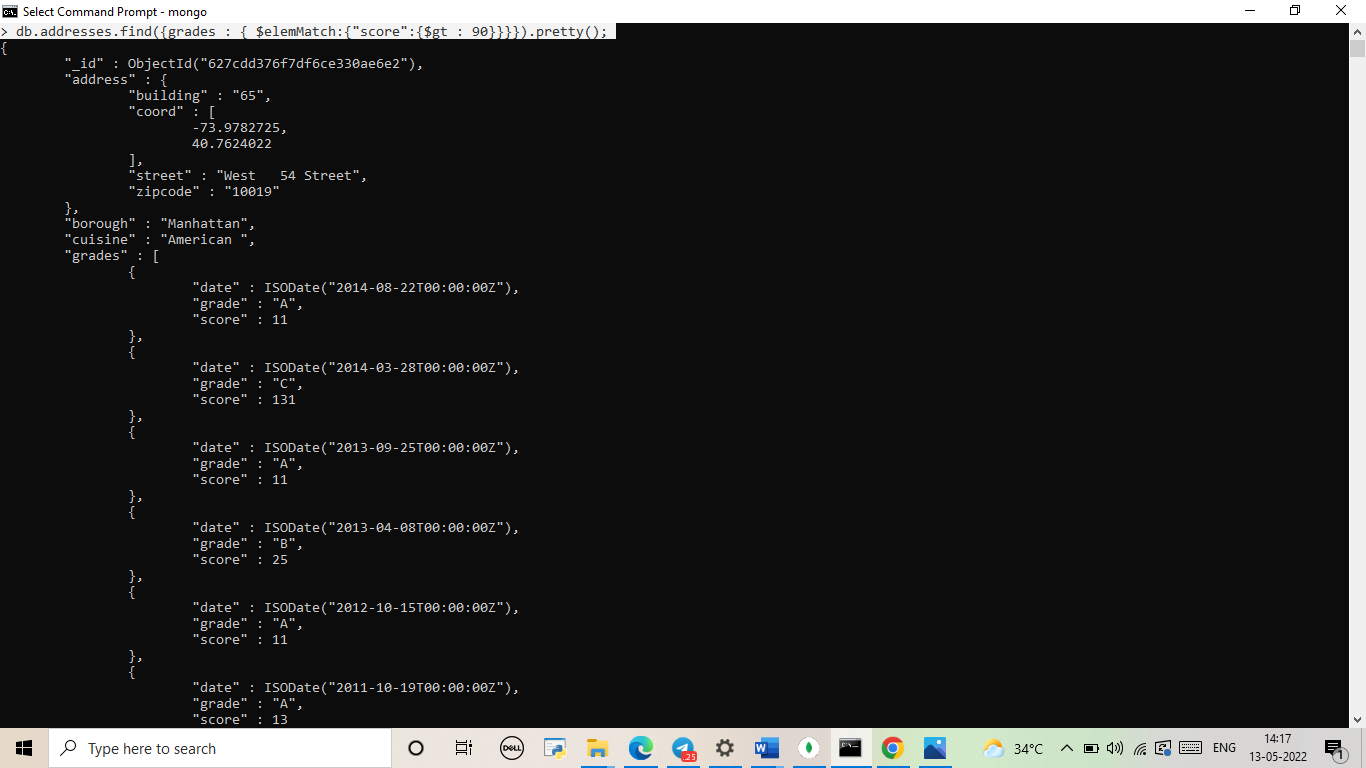 Select Command Prompt - mongo
> db.addresses.find({grades : { $elemMatch:{"score":{$gt : 90}}}}).pretty();
{
"_id" : ObjectId("627cdd376f7df6ce330ae6e2"),
"address" : {
"building" : "65",
"coord" : [
-73.9782725,
40.7624022
],
"street" : "West   54 Street",
"zipcode" : "10019"
},
"borough" : "Manhattan",
"cuisine" : "American ",
"grades" : [
{
"date" : ISODate("2014-08-22T00:00:00Z"),
"grade" : "A",
"score" : 11
},
{
"date" : ISODate("2014-03-28T00:00:00Z"),
"grade" : "C",
"score" : 131
},
{
"date" : ISODate("2013-09-25T00:00:00Z"),
"grade" : "A",
"score" : 11
},
{
"date" : ISODate("2013-04-08T00:00:00Z"),
"grade" : "B",
"score" : 25
},
{
"date" : ISODate("2012-10-15T00:00:00Z"),
"grade" : "A",
"score" : 11
},
{
"date" : ISODate("2011-10-19T00:00:00Z"),
"grade" : "A",
"score" : 13
Type here to search
DELL
.25
W
34°C
ENG
14:17
13-05-2022
1